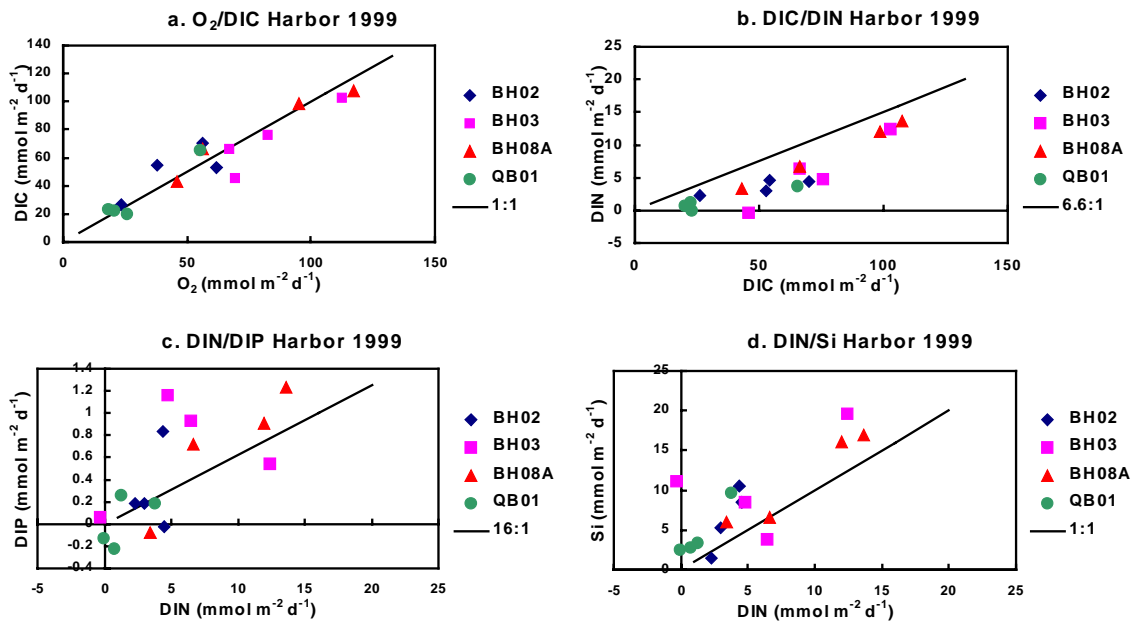 a. O₂/DIC Harbor 1999
140
120
100
80
60
40
20
0
0 50 100 150
DIC (mmol m⁻² d⁻¹)
O₂ (mmol m⁻² d⁻¹)
BH02
BH03
BH08A
QB01
1:1
b. DIC/DIN Harbor 1999
25
20
15
10
5
0
-5
0 50 100 150
DIN (mmol m⁻² d⁻¹)
DIC (mmol m⁻² d⁻¹)
BH02
BH03
BH08A
QB01
6.6:1
c. DIN/DIP Harbor 1999
1.4
1.2
1
0.8
0.6
0.4
0.2
0
-0.2
-0.4
-5 0 5 10 15 20 25
DIP (mmol m⁻² d⁻¹)
DIN (mmol m⁻² d⁻¹)
BH02
BH03
BH08A
QB01
16:1
d. DIN/Si Harbor 1999
25
20
15
10
5
0
-5 0 5 10 15 20 25
Si (mmol m⁻² d⁻¹)
DIN (mmol m⁻² d⁻¹)
BH02
BH03
BH08A
QB01
1:1